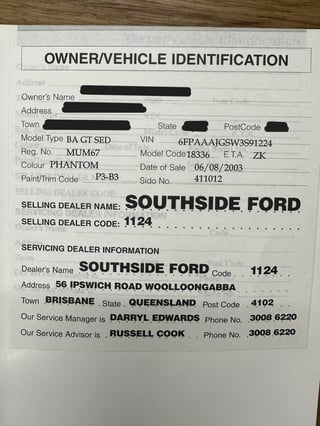 OWNER/VEHICLE IDENTIFICATION
Owner's Name
Address
Town State PostCode
Model Type BA GT SED VIN 6FPAAAJGSW3S91224
Reg. No. MUM67 Model Code 18336 E.T.A. ZK
Colour PHANTOM Date of Sale 06/08/2003
Paint/Trim Code P3-B3 Sido No. 411012
SELLING DEALER NAME: SOUTHSIDE FORD
SELLING DEALER CODE: 1124
SERVICING DEALER INFORMATION
Dealer's Name SOUTHSIDE FORD Code 1124
Address 56 IPSWICH ROAD WOOLLOONGABBA
Town BRISBANE State QUEENSLAND Post Code 4102
Our Service Manager is DARRYL EDWARDS Phone No. 3008 6220
Our Service Advisor is RUSSELL COOK Phone No. 3008 6220